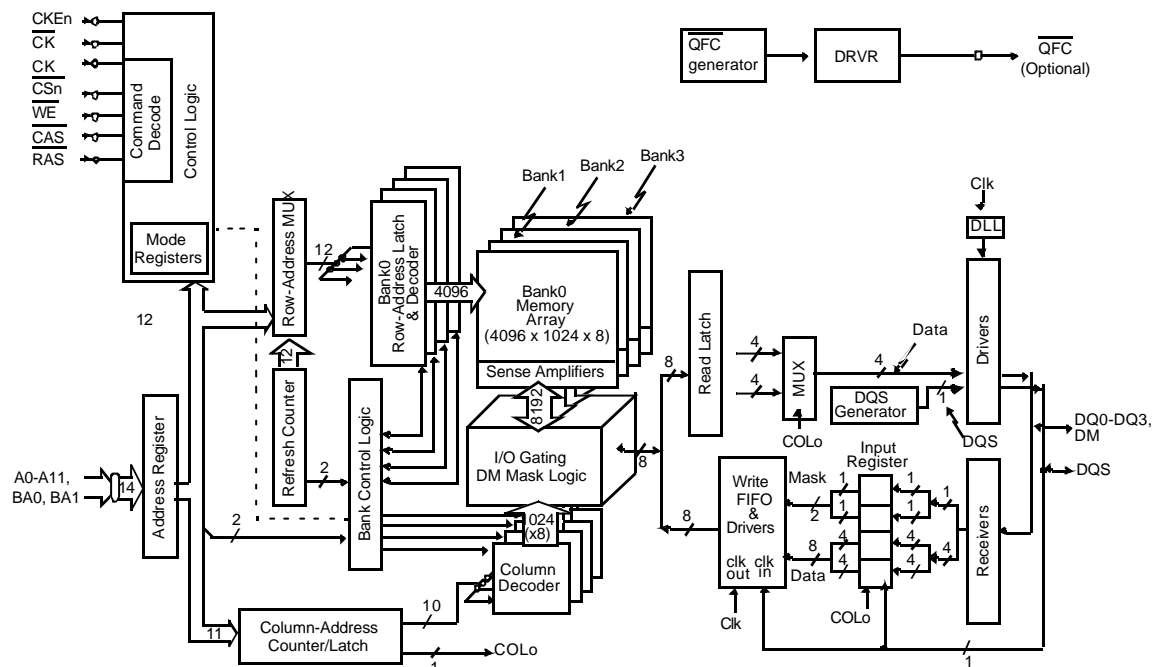 CKEn
CK
CK
CSn
WE
CAS
RAS
Command
Decode
Control Logic
Mode
Registers
QFC
generator
DRVR
QFC
(Optional)
Bank3
Bank2
Bank1
Clk
DLL
Row-Address MUX
12
Bank0
Row-Address Latch
& Decoder
4096
Bank0
Memory
Array
(4096 x 1024 x 8)
Sense Amplifiers
12
12
8192
Refresh Counter
2
Bank Control Logic
I/O Gating
DM Mask Logic
8
8
8
Read Latch
4
4
MUX
COLo
4
Data
DQS
Generator
1
DQS
Drivers
DQ0-DQ3,
DM
DQS
A0-A11,
BA0, BA1
14
Address Register
2
1024
(x8)
Column
Decoder
10
11
Column-Address
Counter/Latch
1
COLo
Write
FIFO
&
Drivers
clk
out
clk
in
Clk
Mask
2
8
Data
Input
Register
1
1
1
1
1
4
4
4
4
4
COLo
Receivers
1